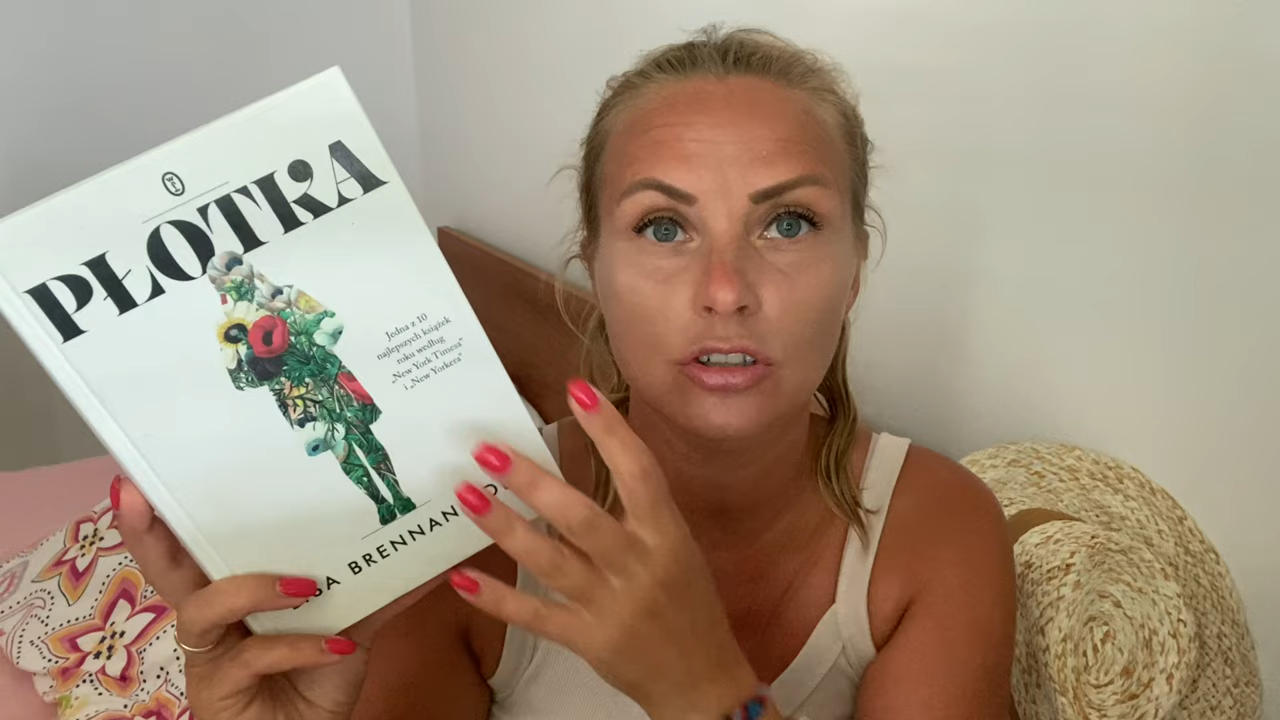 PŁOTKA
Jedna z 10
najlepszych książek
roku według
„New York Timesa”
i „New Yorkera”
BRENNAN